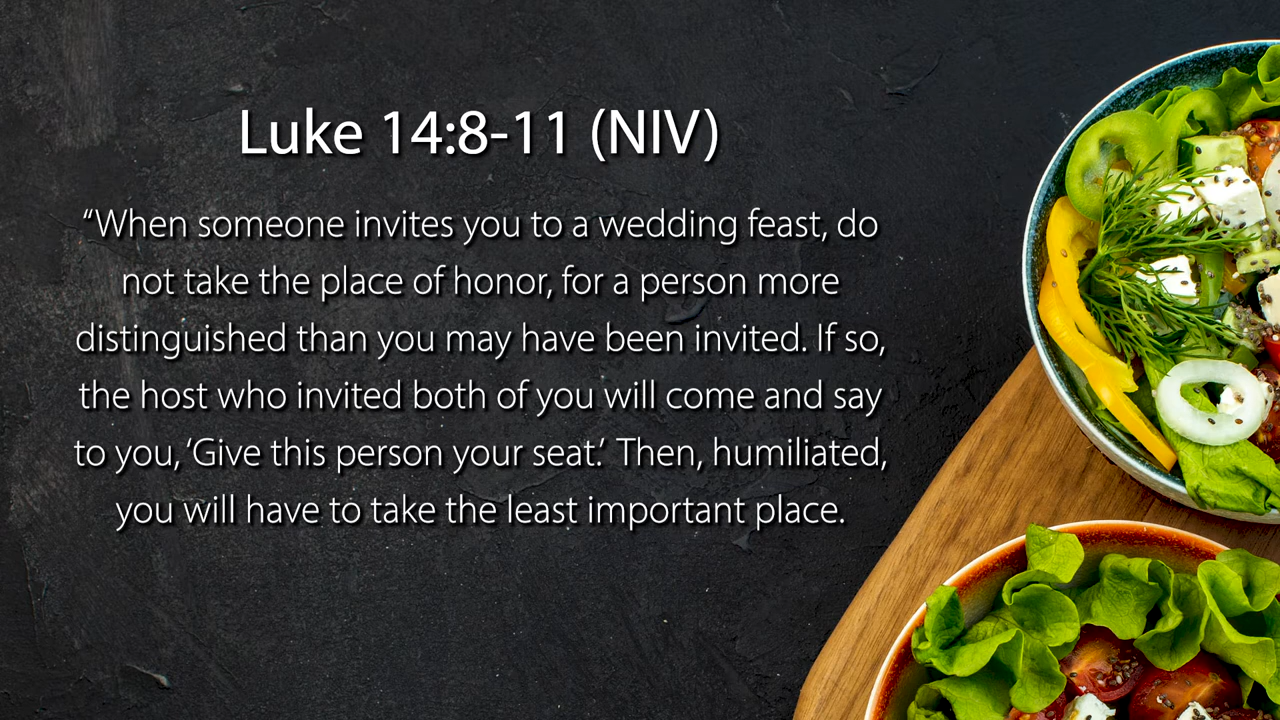 Luke 14:8-11 (NIV)
“When someone invites you to a wedding feast, do
not take the place of honor, for a person more
distinguished than you may have been invited. If so,
the host who invited both of you will come and say
to you, ‘Give this person your seat.’ Then, humiliated,
you will have to take the least important place.